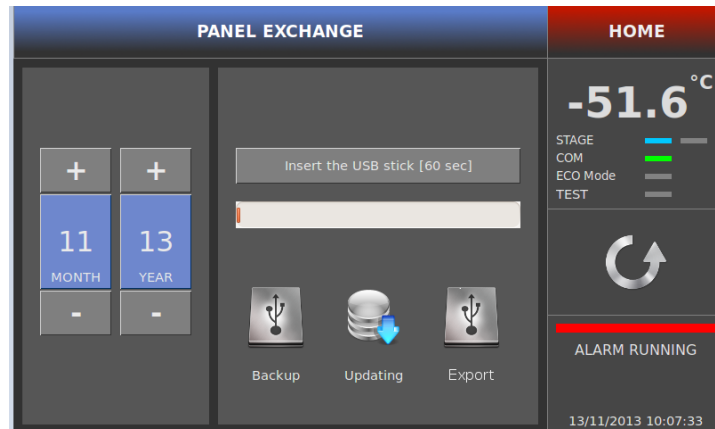 PANEL EXCHANGE
HOME
-51.6 °C
STAGE
COM
ECO Mode
TEST
+ +
Insert the USB stick [60 sec]
11 13
MONTH YEAR
- -
Backup Updating Export
ALARM RUNNING
13/11/2013 10:07:33